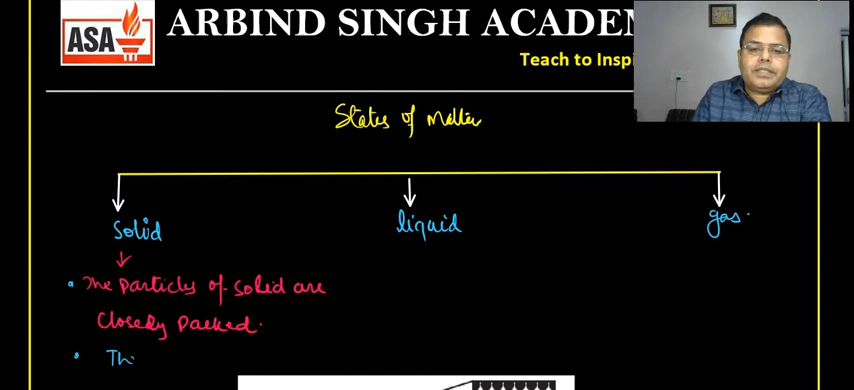 ASA
ARBIND SINGH ACADEM
Teach to Inspi
States of Matter
Solid
liquid
gas.
• The Particles of Solid are
Closely Packed.
• Thi